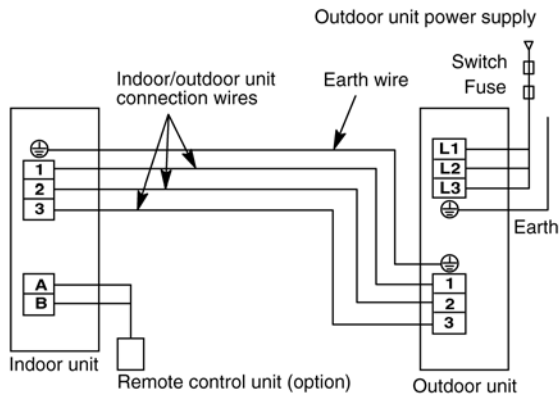 Outdoor unit power supply
Switch
Fuse
Indoor/outdoor unit
connection wires
Earth wire
1
2
3
A
B
L1
L2
L3
Earth
1
2
3
Indoor unit
Remote control unit (option)
Outdoor unit